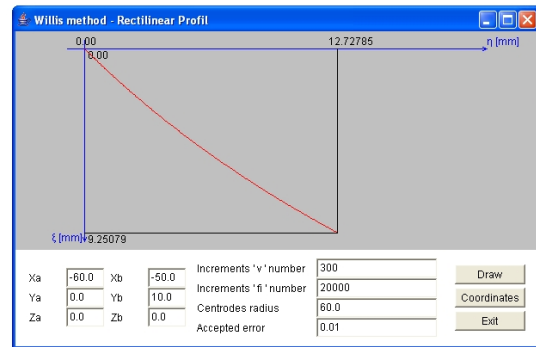 Willis method - Rectilinear Profil
0.00 12.72785 η [mm]
0.00
ξ [mm] 9.25079
Xa -60.0 Xb -50.0 Increments 'v' number 300 Draw
Ya 0.0 Yb 10.0 Increments 'fi' number 20000 Coordinates
Za 0.0 Zb 0.0 Centrodes radius 60.0 Exit
Accepted error 0.01